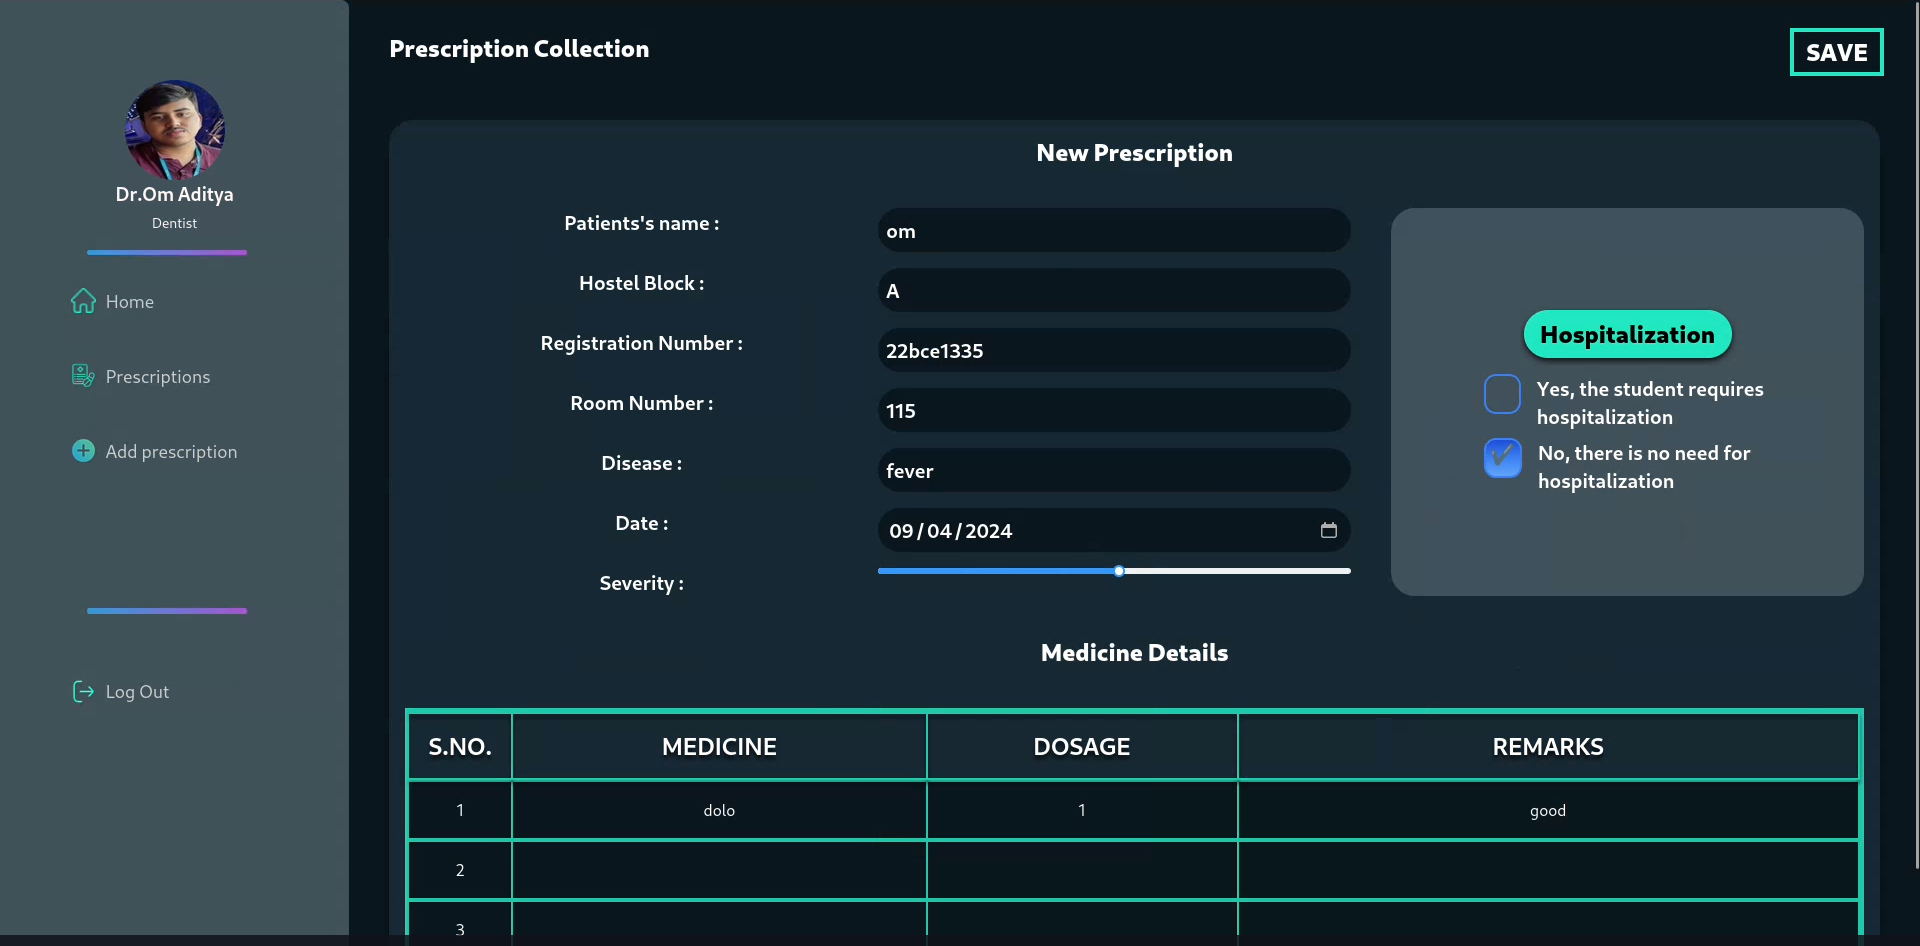 Prescription Collection
SAVE
Dr.Om Aditya
Dentist
Home
Prescriptions
Add prescription
Log Out
New Prescription
Patients's name :
om
Hostel Block :
A
Registration Number :
22bce1335
Room Number :
115
Disease :
fever
Date :
09/04/2024
Severity :
Hospitalization
Yes, the student requires
hospitalization
No, there is no need for
hospitalization
Medicine Details
S.NO. MEDICINE DOSAGE REMARKS
1 dolo 1 good
2
3